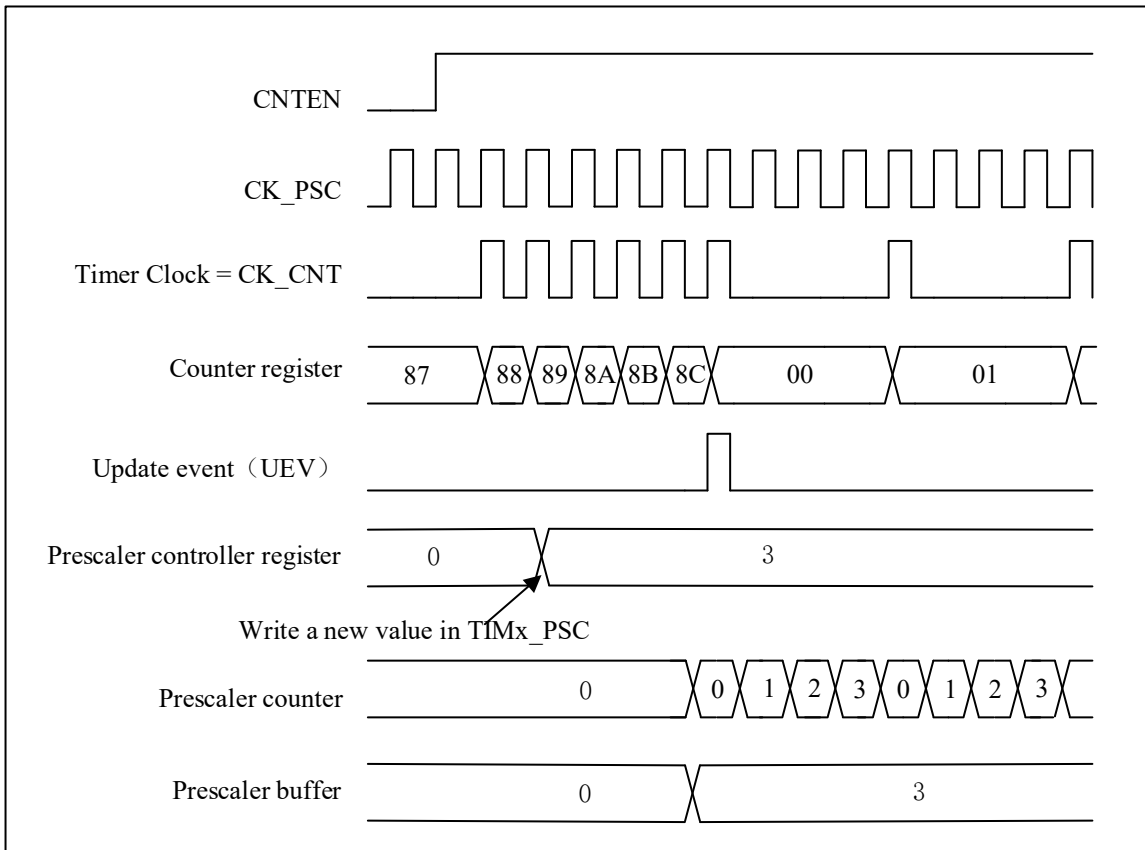 CNTEN
CK_PSC
Timer Clock = CK_CNT
Counter register
87 88 89 8A 8B 8C 00 01
Update event（UEV）
Prescaler controller register
0 3
Write a new value in TIMx_PSC
Prescaler counter
0 0 1 2 3 0 1 2 3
Prescaler buffer
0 3